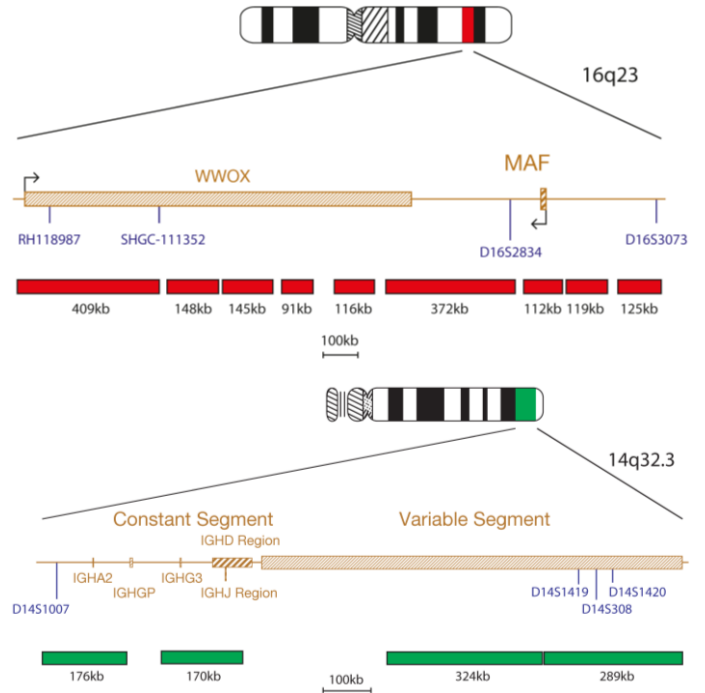 16q23
WWOX
MAF
RH118987
SHGC-111352
D16S2834
D16S3073
409kb
148kb
145kb
91kb
116kb
372kb
112kb
119kb
125kb
100kb
14q32.3
Constant Segment
Variable Segment
IGHD Region
IGHA2
IGHGP
IGHG3
IGHJ Region
D14S1007
D14S1419
D14S1420
D14S308
176kb
170kb
324kb
289kb
100kb